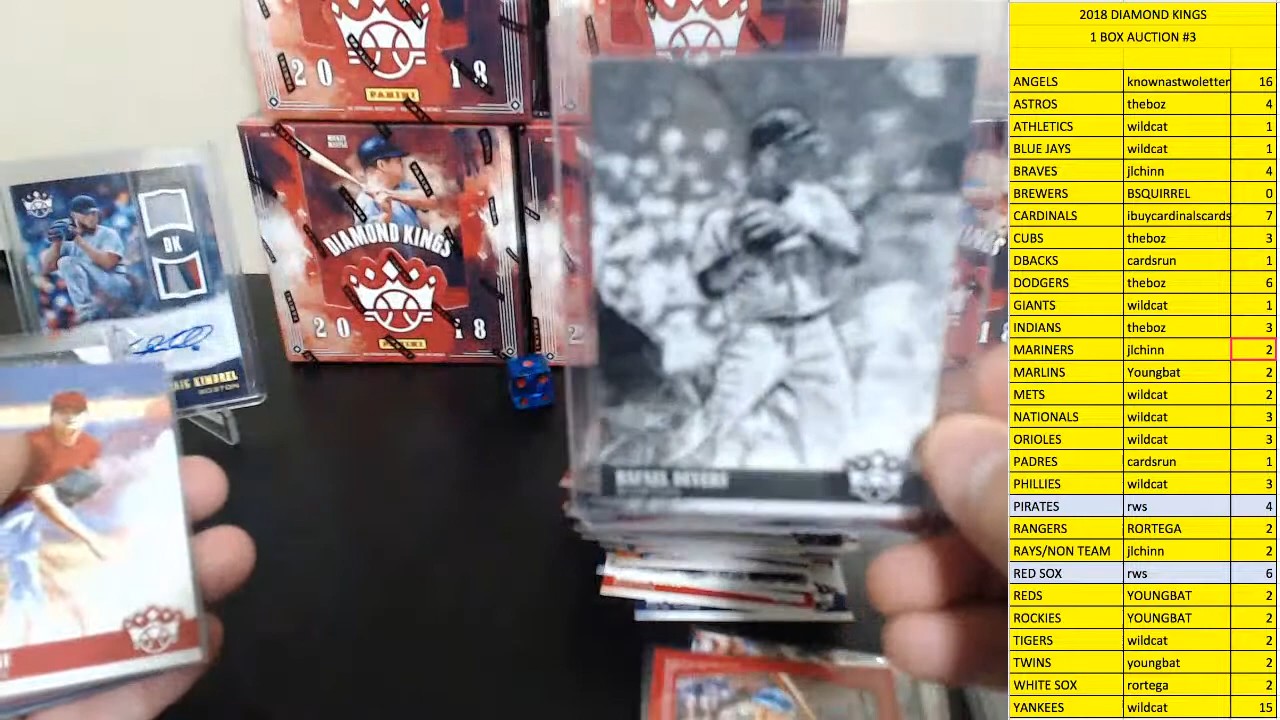 2018 DIAMOND KINGS
1 BOX AUCTION #3
ANGELS knownastwoletter 16
ASTROS theboz 4
ATHLETICS wildcat 1
BLUE JAYS wildcat 1
BRAVES jlchinn 4
BREWERS BSQUIRREL 0
CARDINALS ibuycardinalscards 7
CUBS theboz 3
DBACKS cardsrun 1
DODGERS theboz 6
GIANTS wildcat 1
INDIANS theboz 3
MARINERS jlchinn 2
MARLINS Youngbat 2
METS wildcat 2
NATIONALS wildcat 3
ORIOLES wildcat 3
PADRES cardsrun 1
PHILLIES wildcat 3
PIRATES rws 4
RANGERS RORTEGA 2
RAYS/NON TEAM jlchinn 2
RED SOX rws 6
REDS YOUNGBAT 2
ROCKIES YOUNGBAT 2
TIGERS wildcat 2
TWINS youngbat 2
WHITE SOX rortega 2
YANKEES wildcat 15
20 18
PANINI
DIAMOND KINGS
20 18
PANINI
DK
BOSTON
RAFAEL DEVERS